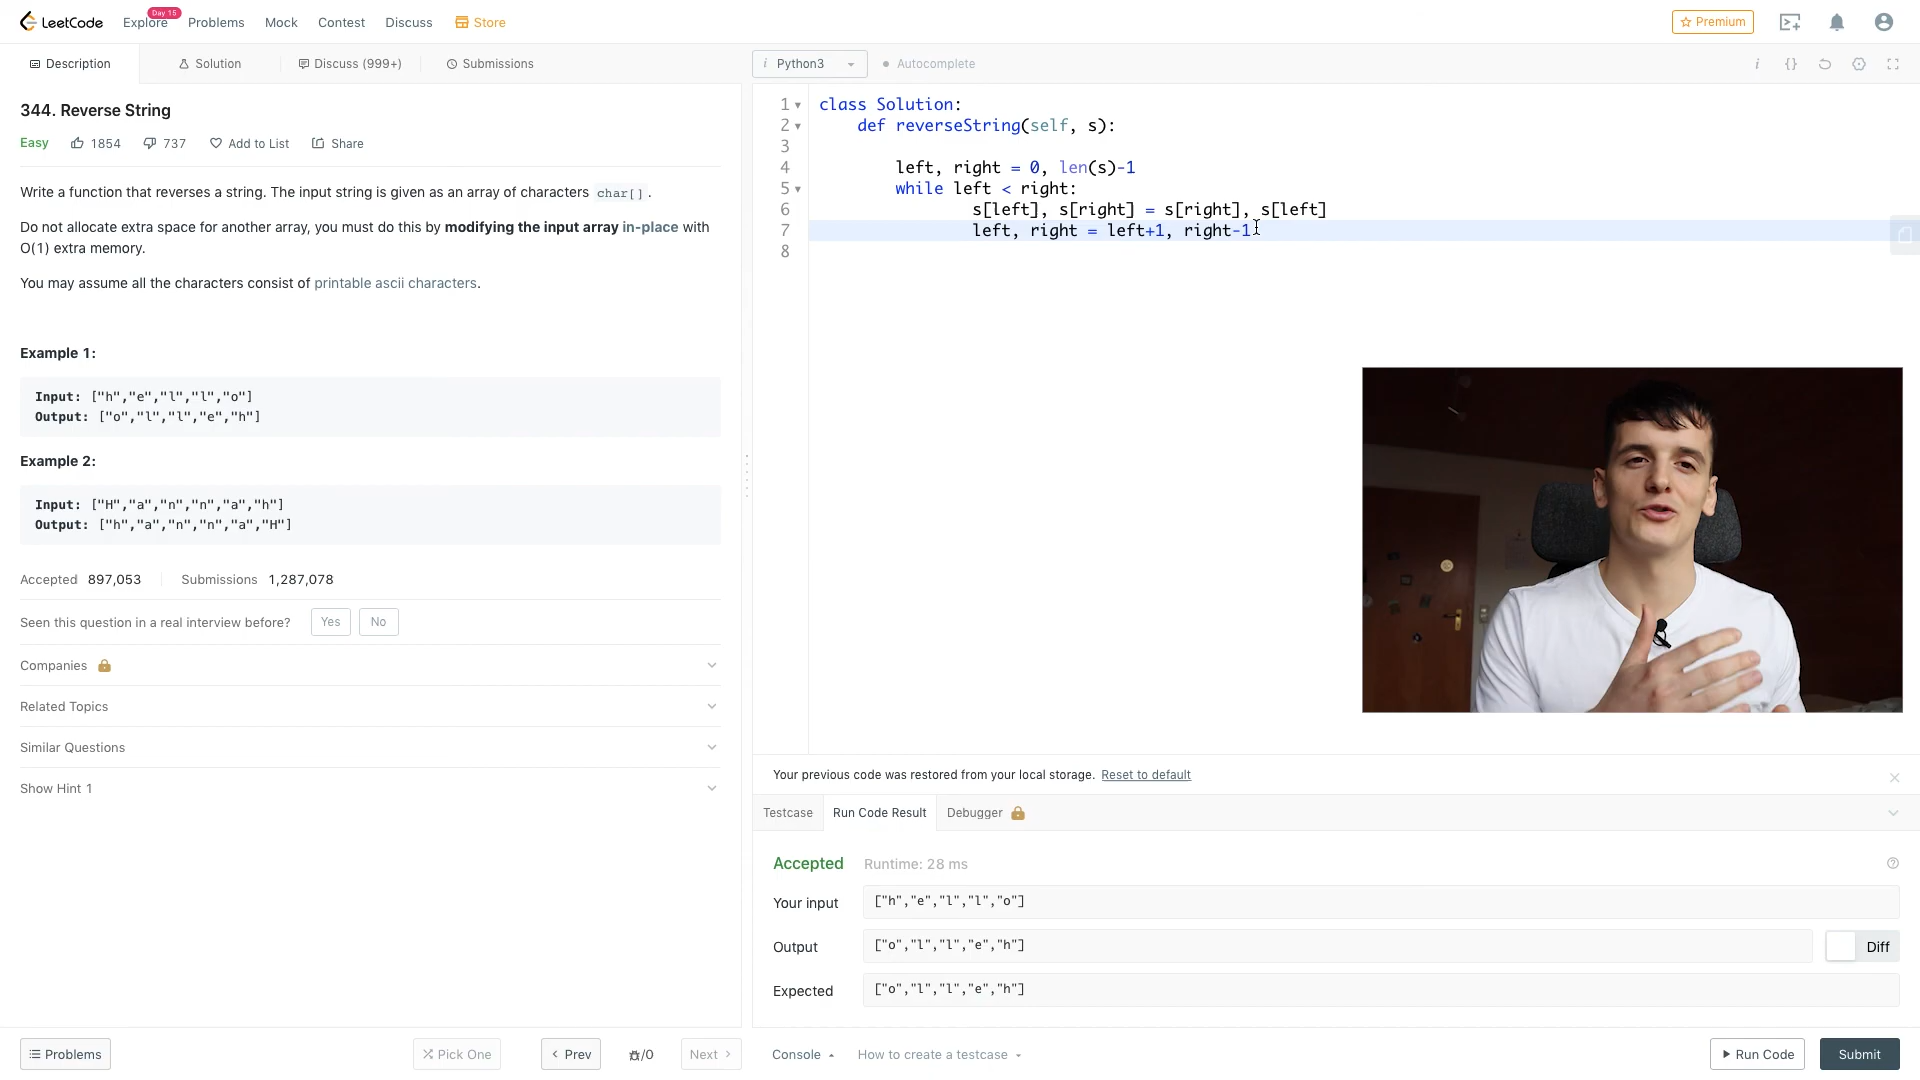 LeetCode
Explore
Day 15
Problems
Mock
Contest
Discuss
Store
Premium
Description
Solution
Discuss (999+)
Submissions
i Python3
Autocomplete
i {}
344. Reverse String
Easy 1854 737 Add to List Share
Write a function that reverses a string. The input string is given as an array of characters char[] .
Do not allocate extra space for another array, you must do this by modifying the input array in-place with
O(1) extra memory.
You may assume all the characters consist of printable ascii characters.
Example 1:
Input: ["h","e","l","l","o"]
Output: ["o","l","l","e","h"]
Example 2:
Input: ["H","a","n","n","a","h"]
Output: ["h","a","n","n","a","H"]
Accepted 897,053 Submissions 1,287,078
Seen this question in a real interview before? Yes No
Companies
Related Topics
Similar Questions
Show Hint 1
1 class Solution:
2 def reverseString(self, s):
3
4 left, right = 0, len(s)-1
5 while left < right:
6 s[left], s[right] = s[right], s[left]
7 left, right = left+1, right-1
8
Your previous code was restored from your local storage. Reset to default
Testcase Run Code Result Debugger
Accepted Runtime: 28 ms
Your input ["h","e","l","l","o"]
Output ["o","l","l","e","h"]
Diff
Expected ["o","l","l","e","h"]
Problems
Pick One
Prev
/0
Next
Console
How to create a testcase
Run Code
Submit